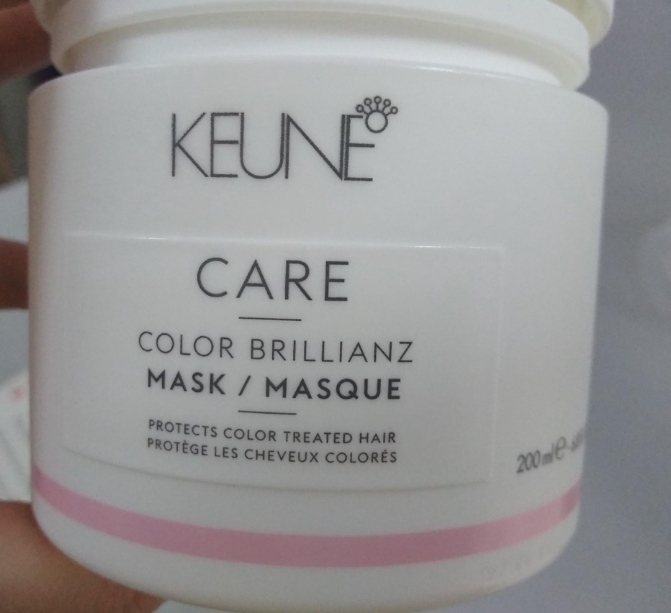 KEUNE
CARE
COLOR BRILLIANZ
MASK / MASQUE
PROTECTS COLOR TREATED HAIR
PROTÈGE LES CHEVEUX COLORÉS
200 ml ℮